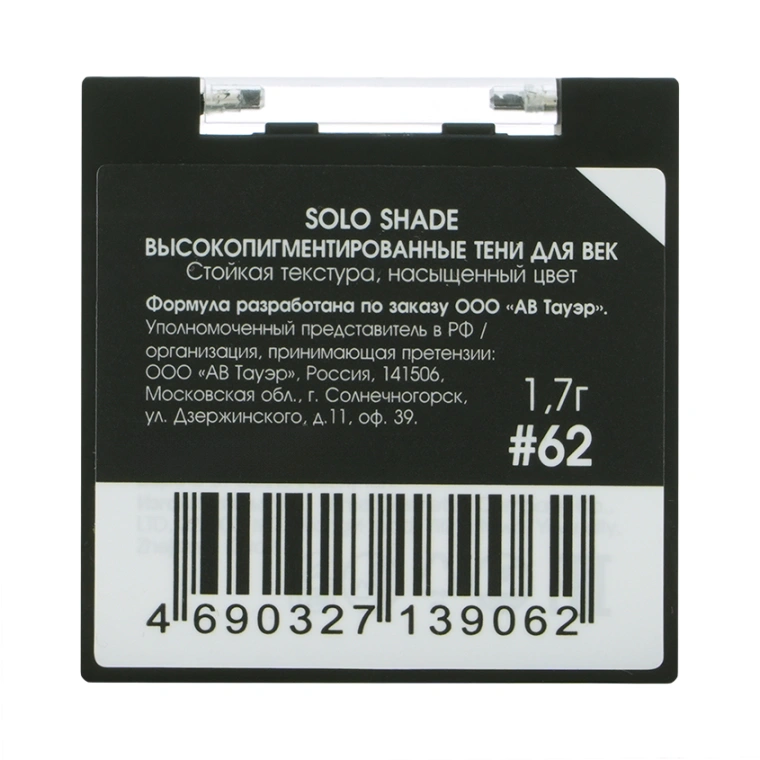 SOLO SHADE
ВЫСОКОПИГМЕНТИРОВАННЫЕ ТЕНИ ДЛЯ ВЕК
Стойкая текстура, насыщенный цвет
Формула разработана по заказу ООО «АВ Тауэр».
Уполномоченный представитель в РФ /
организация, принимающая претензии:
ООО «АВ Тауэр», Россия, 141506,
Московская обл., г. Солнечногорск,
ул. Дзержинского, д.11, оф. 39.
1,7г
#62
4 690327 139062